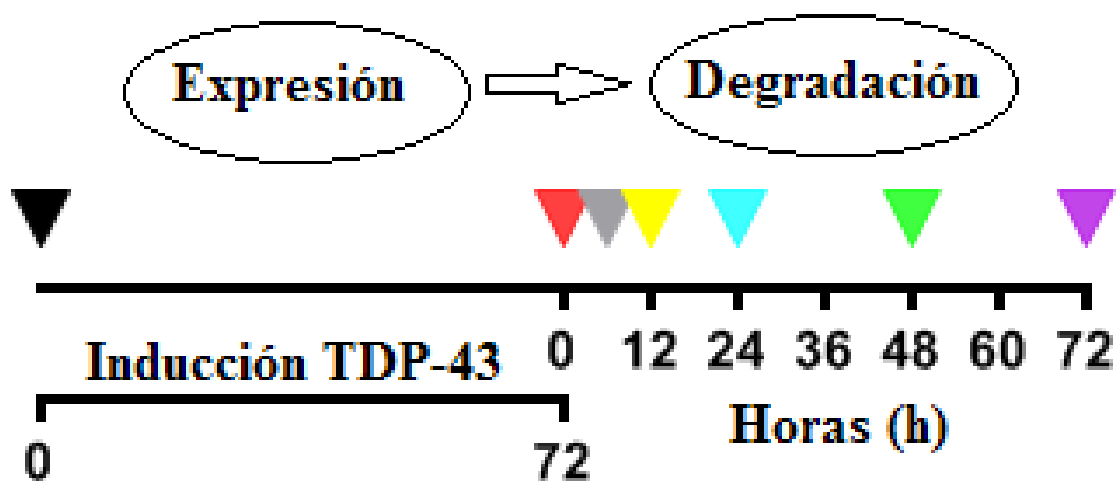 Expresión
Degradación
0 12 24 36 48 60 72
Inducción TDP-43
Horas (h)
0 72